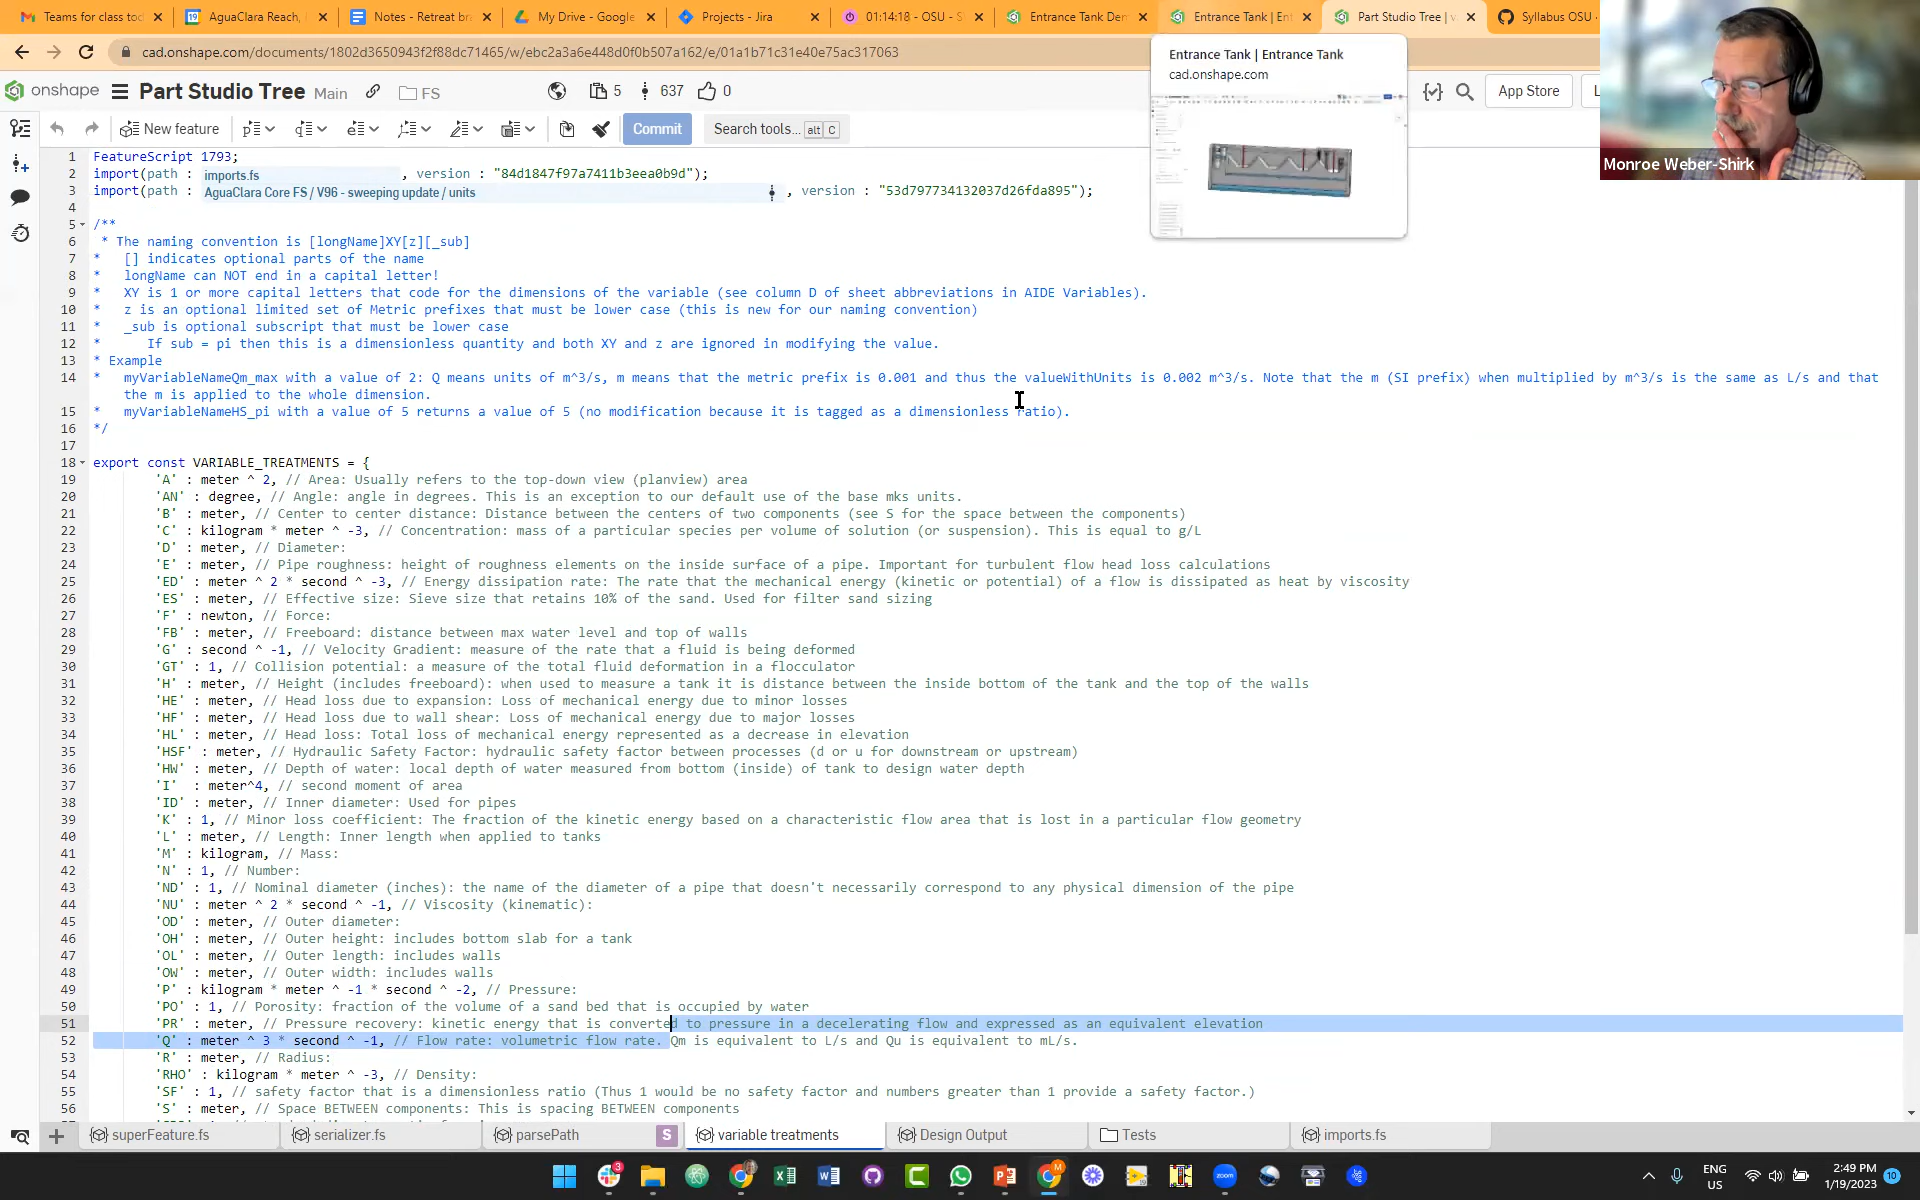 Teams for class tod
AguaClara Reach,
Notes - Retreat br
My Drive - Google
Projects - Jira
01:14:18 - OSU - S
Entrance Tank Der
Entrance Tank | Ent
Part Studio Tree | v
Syllabus OSU
cad.onshape.com/documents/1802d3650943f2f88dc71465/w/ebc2a3a6e448d0f0b507a162/e/01a1b71c31e40e75ac317063
Entrance Tank | Entrance Tank
cad.onshape.com
Monroe Weber-Shirk
onshape
Part Studio Tree Main
FS
5
637
0
App Store
New feature
Commit
Search tools... alt C
1 FeatureScript 1793;
2 import(path : imports.fs , version : "84d1847f97a7411b3eea0b9d");
3 import(path : AguaClara Core FS / V96 - sweeping update / units , version : "53d797734132037d26fda895");
4
5 /**
6 * The naming convention is [longName]XY[z][_sub]
7 * [] indicates optional parts of the name
8 * longName can NOT end in a capital letter!
9 * XY is 1 or more capital letters that code for the dimensions of the variable (see column D of sheet abbreviations in AIDE Variables).
10 * z is an optional limited set of Metric prefixes that must be lower case (this is new for our naming convention)
11 * _sub is optional subscript that must be lower case
12 * If sub = pi then this is a dimensionless quantity and both XY and z are ignored in modifying the value.
13 * Example
14 * myVariableNameQm_max with a value of 2: Q means units of m^3/s, m means that the metric prefix is 0.001 and thus the valueWithUnits is 0.002 m^3/s. Note that the m (SI prefix) when multiplied by m^3/s is the same as L/s and that
the m is applied to the whole dimension.
15 * myVariableNameHS_pi with a value of 5 returns a value of 5 (no modification because it is tagged as a dimensionless ratio).
16 */
17
18 export const VARIABLE_TREATMENTS = {
19 'A' : meter ^ 2, // Area: Usually refers to the top-down view (planview) area
20 'AN' : degree, // Angle: angle in degrees. This is an exception to our default use of the base mks units.
21 'B' : meter, // Center to center distance: Distance between the centers of two components (see S for the space between the components)
22 'C' : kilogram * meter ^ -3, // Concentration: mass of a particular species per volume of solution (or suspension). This is equal to g/L
23 'D' : meter, // Diameter:
24 'E' : meter, // Pipe roughness: height of roughness elements on the inside surface of a pipe. Important for turbulent flow head loss calculations
25 'ED' : meter ^ 2 * second ^ -3, // Energy dissipation rate: The rate that the mechanical energy (kinetic or potential) of a flow is dissipated as heat by viscosity
26 'ES' : meter, // Effective size: Sieve size that retains 10% of the sand. Used for filter sand sizing
27 'F' : newton, // Force:
28 'FB' : meter, // Freeboard: distance between max water level and top of walls
29 'G' : second ^ -1, // Velocity Gradient: measure of the rate that a fluid is being deformed
30 'GT' : 1, // Collision potential: a measure of the total fluid deformation in a flocculator
31 'H' : meter, // Height (includes freeboard): when used to measure a tank it is distance between the inside bottom of the tank and the top of the walls
32 'HE' : meter, // Head loss due to expansion: Loss of mechanical energy due to minor losses
33 'HF' : meter, // Head loss due to wall shear: Loss of mechanical energy due to major losses
34 'HL' : meter, // Head loss: Total loss of mechanical energy represented as a decrease in elevation
35 'HSF' : meter, // Hydraulic Safety Factor: hydraulic safety factor between processes (d or u for downstream or upstream)
36 'HW' : meter, // Depth of water: local depth of water measured from bottom (inside) of tank to design water depth
37 'I' : meter^4, // second moment of area
38 'ID' : meter, // Inner diameter: Used for pipes
39 'K' : 1, // Minor loss coefficient: The fraction of the kinetic energy based on a characteristic flow area that is lost in a particular flow geometry
40 'L' : meter, // Length: Inner length when applied to tanks
41 'M' : kilogram, // Mass:
42 'N' : 1, // Number:
43 'ND' : 1, // Nominal diameter (inches): the name of the diameter of a pipe that doesn't necessarily correspond to any physical dimension of the pipe
44 'NU' : meter ^ 2 * second ^ -1, // Viscosity (kinematic):
45 'OD' : meter, // Outer diameter:
46 'OH' : meter, // Outer height: includes bottom slab for a tank
47 'OL' : meter, // Outer length: includes walls
48 'OW' : meter, // Outer width: includes walls
49 'P' : kilogram * meter ^ -1 * second ^ -2, // Pressure:
50 'PO' : 1, // Porosity: fraction of the volume of a sand bed that is occupied by water
51 'PR' : meter, // Pressure recovery: kinetic energy that is converted to pressure in a decelerating flow and expressed as an equivalent elevation
52 'Q' : meter ^ 3 * second ^ -1, // Flow rate: volumetric flow rate. Qm is equivalent to L/s and Qu is equivalent to mL/s.
53 'R' : meter, // Radius:
54 'RHO' : kilogram * meter ^ -3, // Density:
55 'SF' : 1, // safety factor that is a dimensionless ratio (Thus 1 would be no safety factor and numbers greater than 1 provide a safety factor.)
56 'S' : meter, // Space BETWEEN components: This is spacing BETWEEN components
superFeature.fs
serializer.fs
parsePath
S
variable treatments
Design Output
Tests
imports.fs
ENG
US
2:49 PM
1/19/2023
10